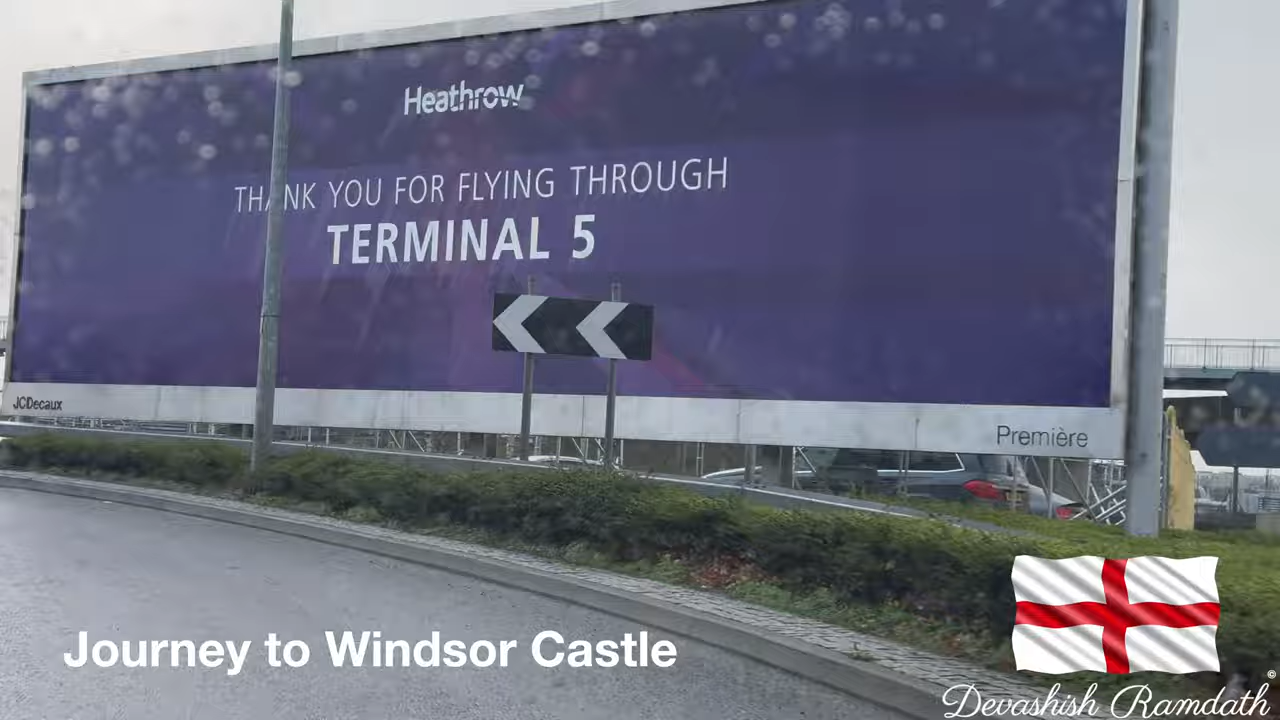 Heathrow
THANK YOU FOR FLYING THROUGH
TERMINAL 5
JCDecaux
Première
Journey to Windsor Castle
©
Devashish Ramdath